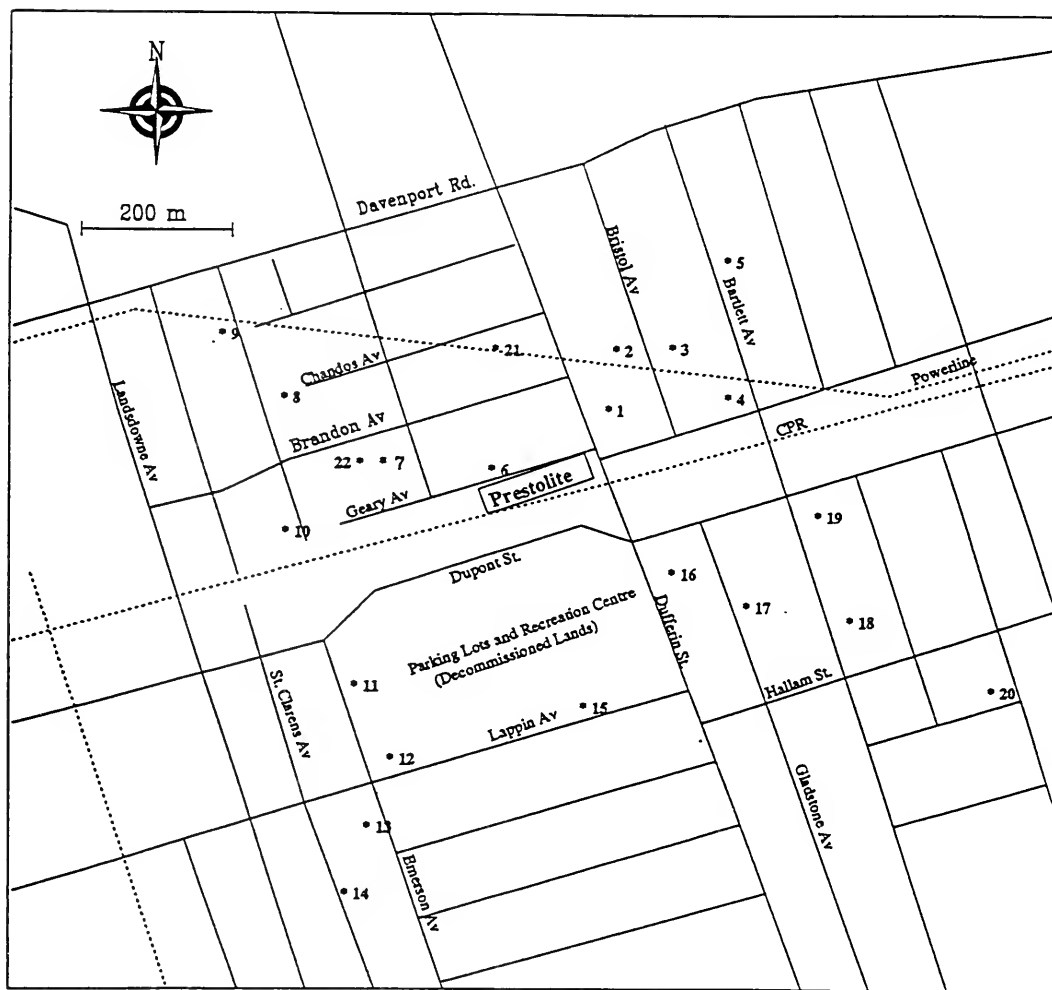 N
200 m
Davenport Rd.
Bristol Av
* 5
Bartlett Av
* 9
* 21
* 2
* 3
Chandos Av
Landsdowne Av
* 8
Powerline
* 4
* 1
CPR
Brandon Av
22 *
* 7
* 6
Prestolite
Geary Av
* 10
* 19
Dupont St.
* 16
Parking Lots and Recreation Centre
(Decommissioned Lands)
Dufferin St.
* 17
* 18
* 11
St. Clarens Av
Hallam St.
* 20
Lappin Av
* 15
* 12
Gladstone Av
* 13
Emerson Av
* 14